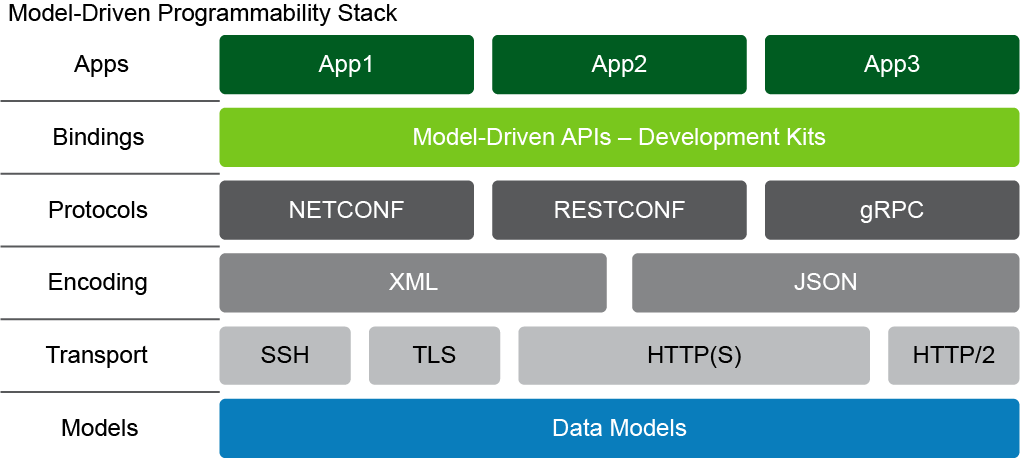 Model-Driven Programmability Stack
Apps App1 App2 App3
Bindings Model-Driven APIs – Development Kits
Protocols NETCONF RESTCONF gRPC
Encoding XML JSON
Transport SSH TLS HTTP(S) HTTP/2
Models Data Models